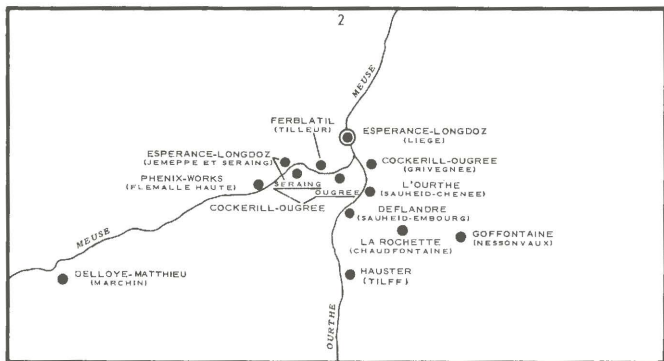 2
MEUSE
FERBLATIL
(TILLEUR)
ESPERANCE-LONGDOZ
(LIEGE)
ESPERANCE-LONGDOZ
(JEMEPPE ET SERAING)
COCKERILL-OUGREE
(GRIVEGNEE)
PHENIX-WORKS
(FLEMALLE HAUTE)
SERAING
OUGREE
L'OURTHE
(SAUHEID-CHENEE)
COCKERILL-OUGREE
DEFLANDRE
(SAUHEID-EMBOURG)
MEUSE
LA ROCHETTE
(CHAUDFONTAINE)
GOFFONTAINE
(NESSONVAUX)
DELLOYE-MATTHIEU
(MARCHIN)
HAUSTER
(TILFF)
OURTHE